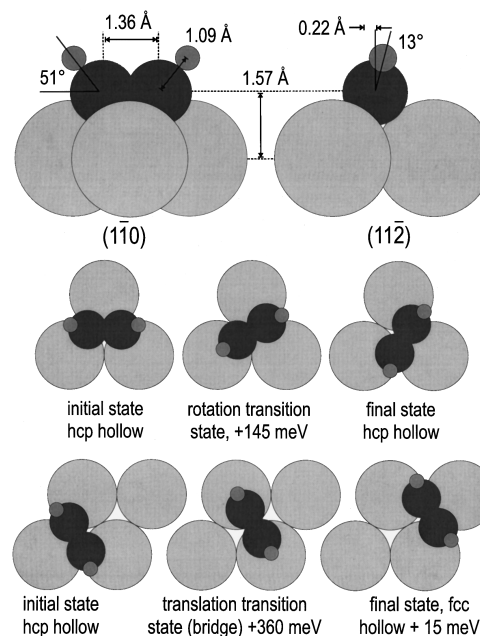 1.36 Å
0.22 Å
1.09 Å
13°
51°
1.57 Å
(11̄0)
(112̄)
initial state
hcp hollow
rotation transition
state, +145 meV
final state
hcp hollow
initial state
hcp hollow
translation transition
state (bridge) +360 meV
final state, fcc
hollow + 15 meV